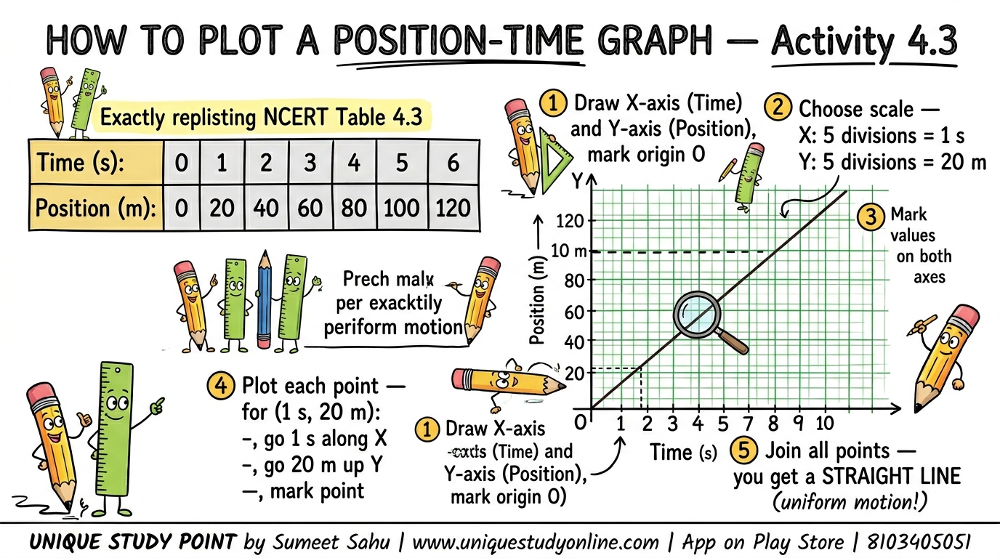 HOW TO PLOT A POSITION-TIME GRAPH — Activity 4.3
Exactly replisting NCERT Table 4.3
Time (s): 0 1 2 3 4 5 6
Position (m): 0 20 40 60 80 100 120
Prech malx
per exacktily
periform motion
1 Draw X-axis (Time)
and Y-axis (Position),
mark origin O
2 Choose scale —
X: 5 divisions = 1 s
Y: 5 divisions = 20 m
Y
120
10 m
80
60
40
20
Position (m)
O 1 2 3 4 5 7 8 9 10
Time (s)
3 Mark
values
on both
axes
4 Plot each point —
for (1 s, 20 m):
–, go 1 s along X
–, go 20 m up Y
—, mark point
1 Draw X-axis
(Time) and
Y-axis (Position),
mark origin O)
5 Join all points —
you get a STRAIGHT LINE
(uniform motion!)
UNIQUE STUDY POINT by Sumeet Sahu | www.uniquestudyonline.com | App on Play Store | 8103405051